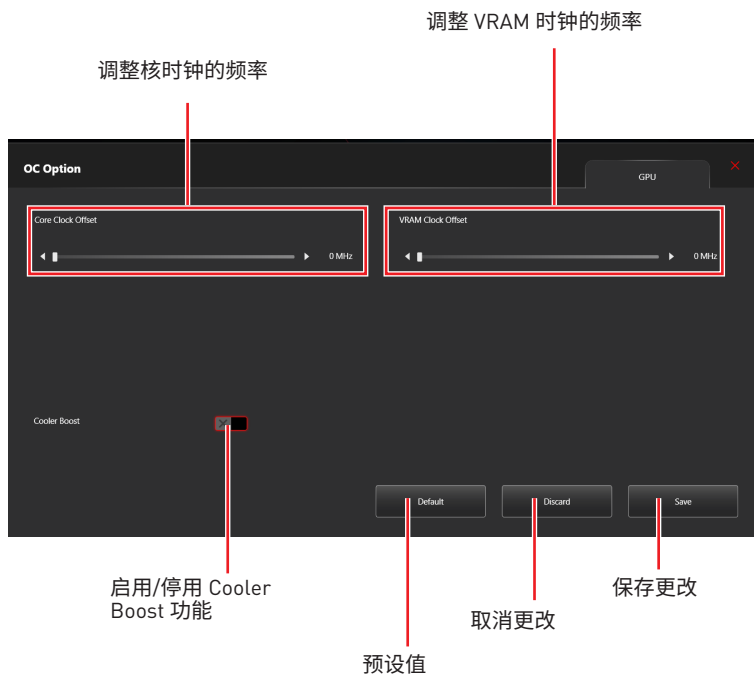 调整 VRAM 时钟的频率
调整核时钟的频率
OC Option
GPU
Core Clock Offset
VRAM Clock Offset
0 MHz
0 MHz
Cooler Boost
Default
Discard
Save
启用/停用 Cooler
Boost 功能
保存更改
取消更改
预设值